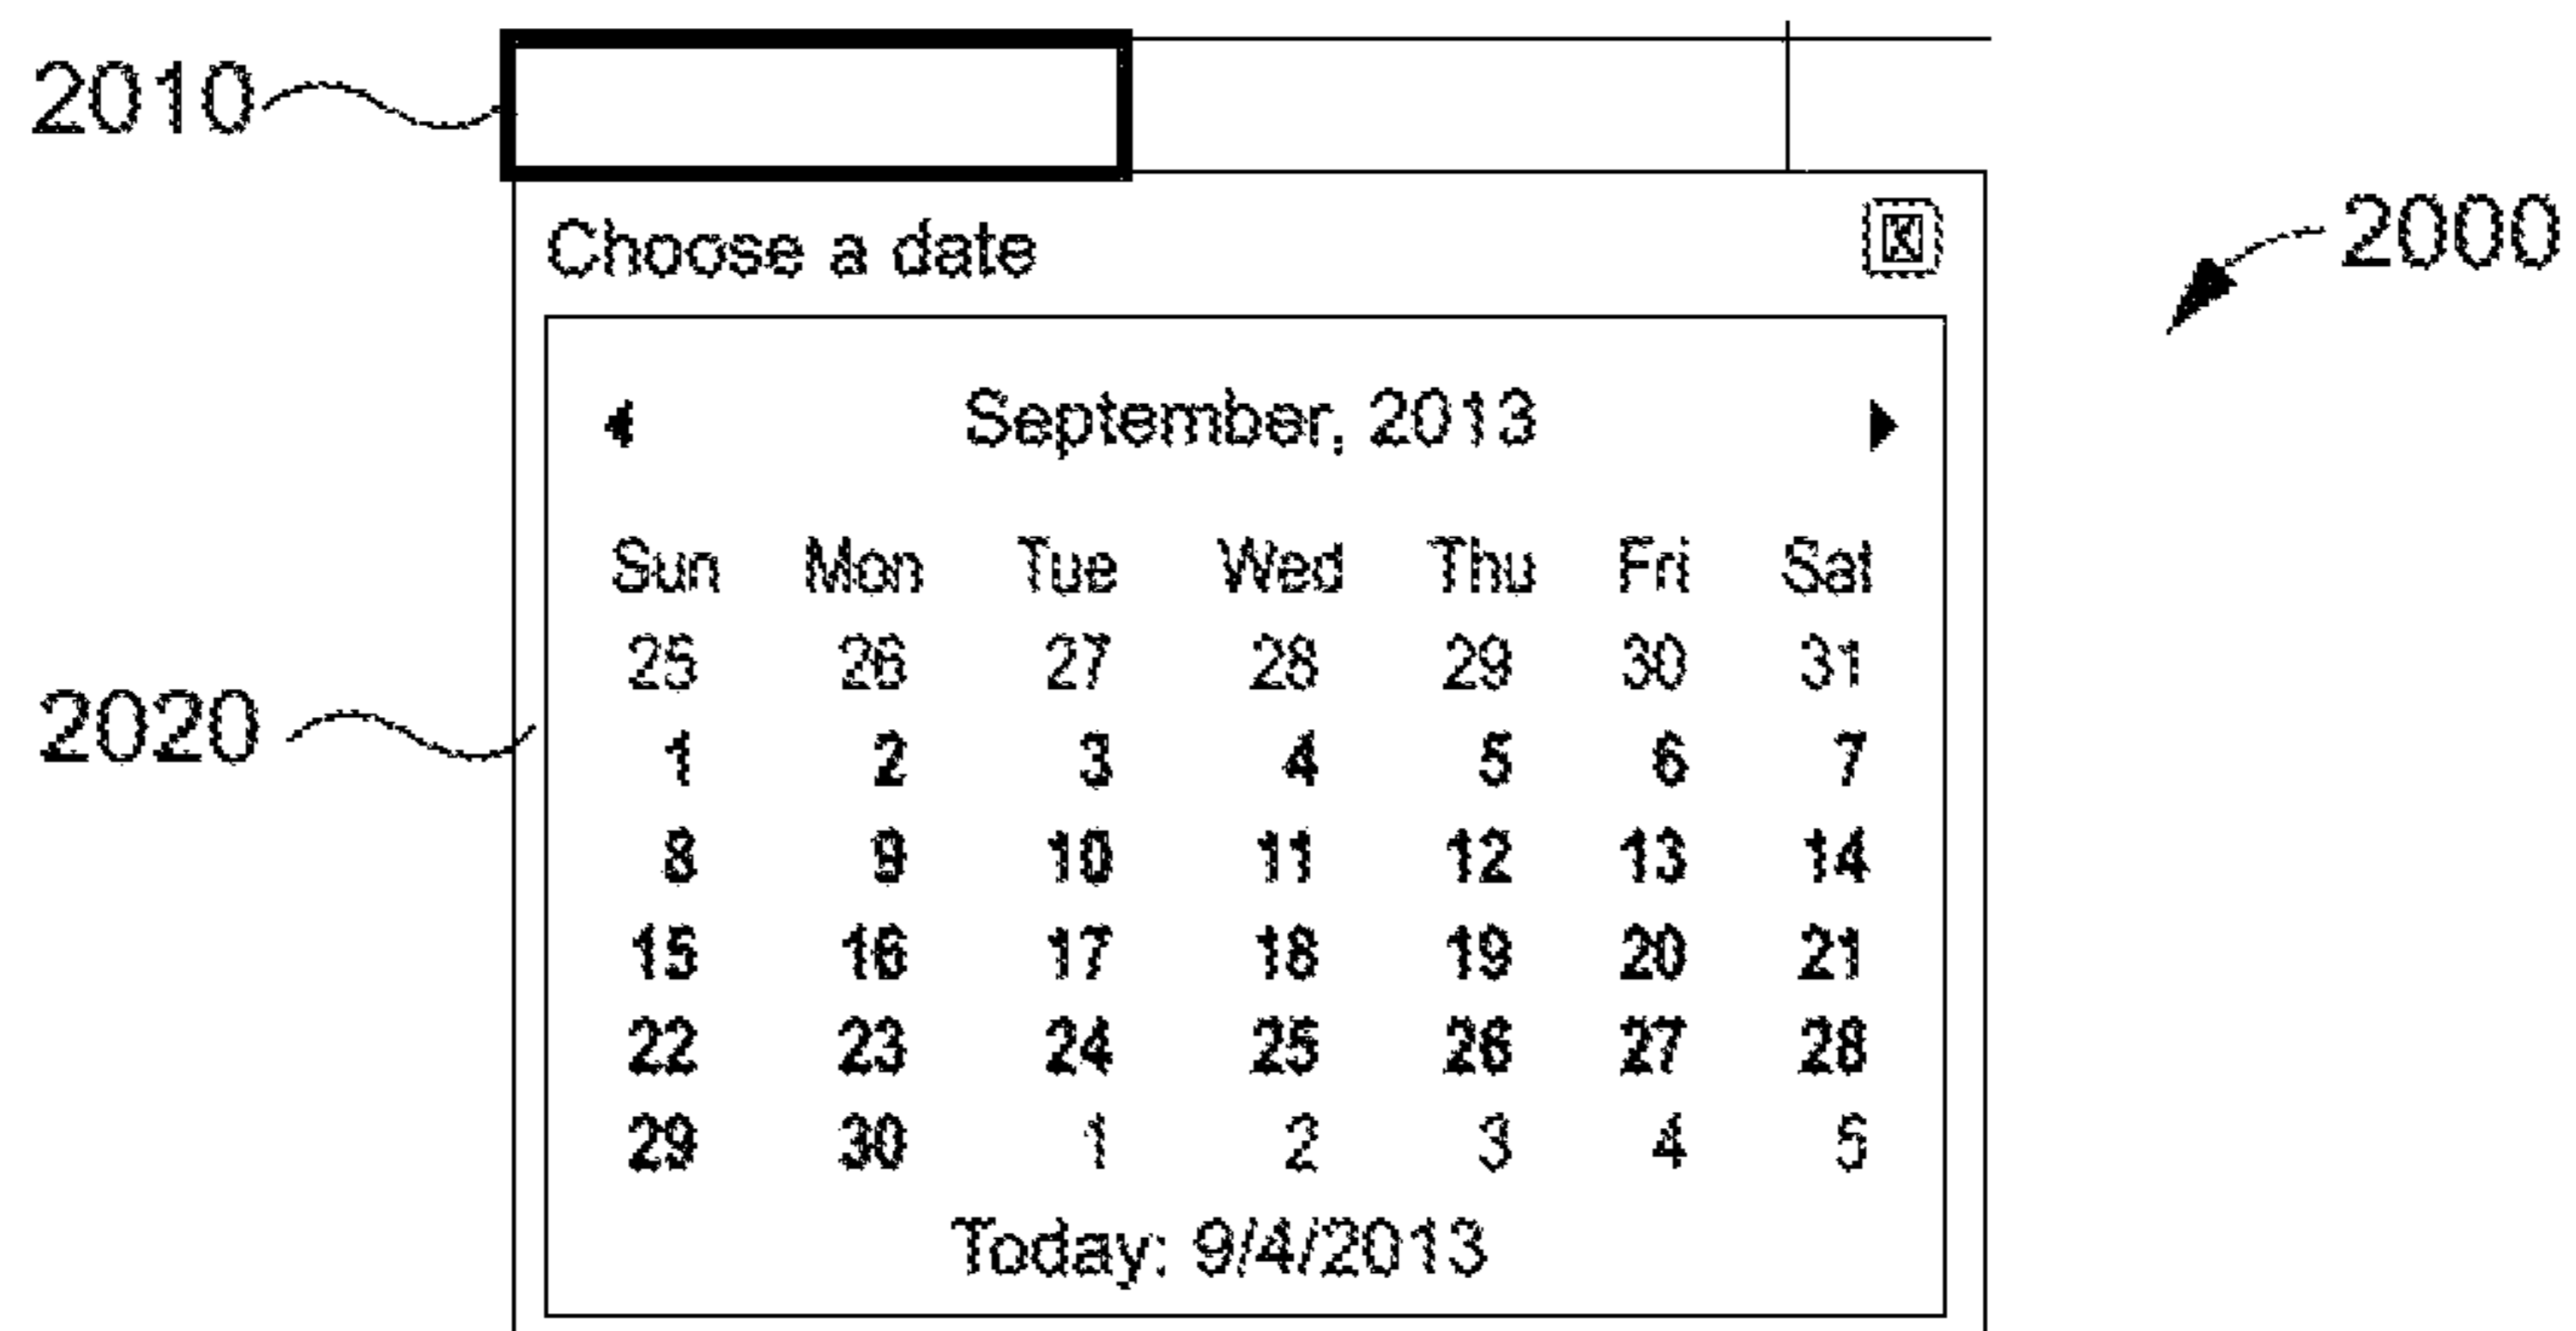 2010
Choose a date
2000
September, 2013
Sun Mon Tue Wed Thu Fri Sat
25 26 27 28 29 30 31
2020
1 2 3 4 5 6 7
8 9 10 11 12 13 14
15 16 17 18 19 20 21
22 23 24 25 26 27 28
29 30 1 2 3 4 5
Today: 9/4/2013